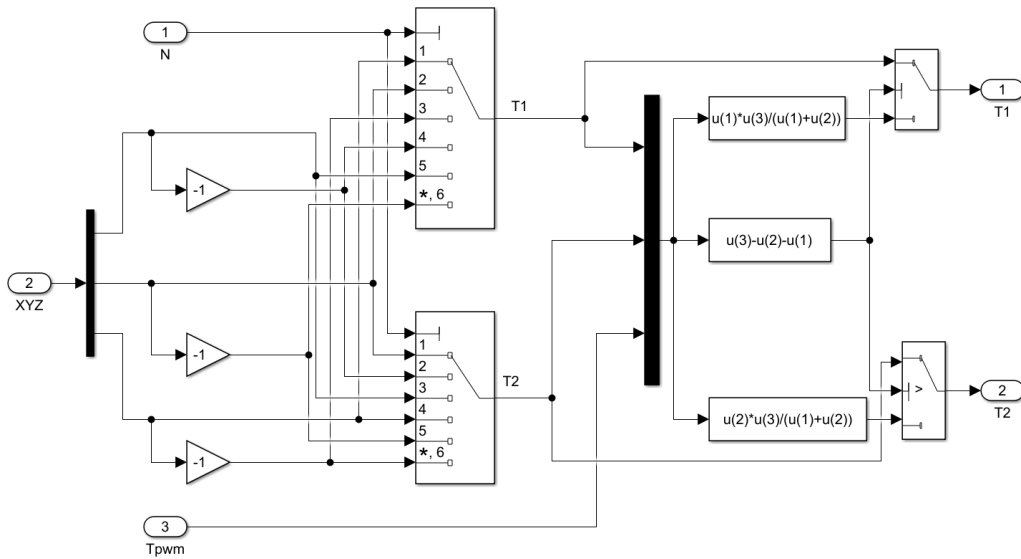 1
N
1
2
3
4
5
*, 6
T1
u(1)*u(3)/(u(1)+u(2))
1
T1
-1
u(3)-u(2)-u(1)
2
XYZ
-1
1
2
3
4
5
*, 6
T2
>
2
T2
u(2)*u(3)/(u(1)+u(2))
-1
3
Tpwm